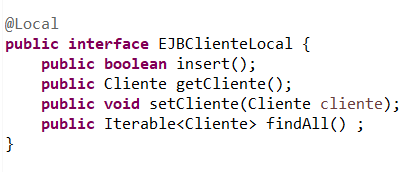 @Local
public interface EJBClienteLocal {
    public boolean insert();
    public Cliente getCliente();
    public void setCliente(Cliente cliente);
    public Iterable<Cliente> findAll() ;
}